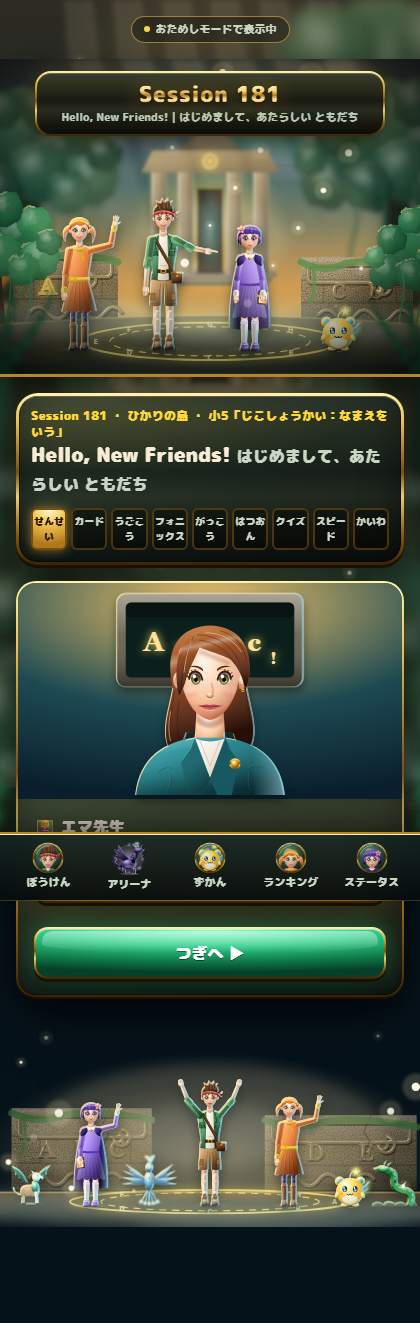 おためしモードで表示中
Session 181
Hello, New Friends! | はじめまして、あたらしい ともだち
A
Session 181 ・ ひかりの島 ・ 小5「じこしょうかい：なまえを
いう」
Hello, New Friends! はじめまして、あた
らしい ともだち
せんせ
い
カード
うごこ
う
フォニ
ックス
がっこ
う
はつお
ん
クイズ
スピー
ド
かいわ
A c !
エマ先生
ぼうけん
アリーナ
ずかん
ランキング
ステータス
つぎへ ▶
A C D E